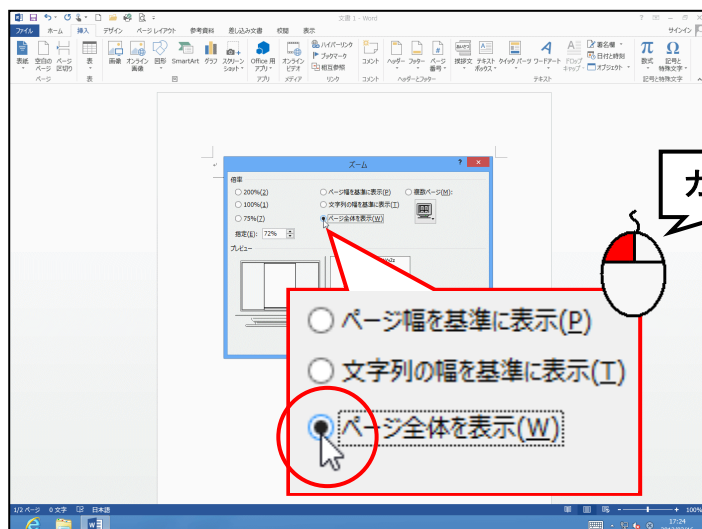 文書 1 - Word
ファイル ホーム 挿入 デザイン ページ レイアウト 参考資料 差し込み文書 校閲 表示 サインイン
表紙 空白のページ ページ区切り 表 画像 オンライン画像 図形 SmartArt グラフ スクリーンショット Office 用アプリ オンラインビデオ ハイパーリンク ブックマーク 相互参照 コメント ヘッダー フッター ページ番号 挨拶文 テキストボックス クイック パーツ ワードアート ドロップキャップ 署名欄 日付と時刻 オブジェクト 数式 記号と特殊文字
ページ 表 図 アプリ メディア リンク コメント ヘッダーとフッター テキスト 記号と特殊文字
ズーム
倍率
200%(2) ページ幅を基準に表示(P) 複数ページ(M):
100%(1) 文字列の幅を基準に表示(T)
75%(7) ページ全体を表示(W)
指定(E): 72%
プレビュー
ページ幅を基準に表示(P)
文字列の幅を基準に表示(T)
ページ全体を表示(W)
カ
1/2 ページ 0 文字 日本語 100%
17:24